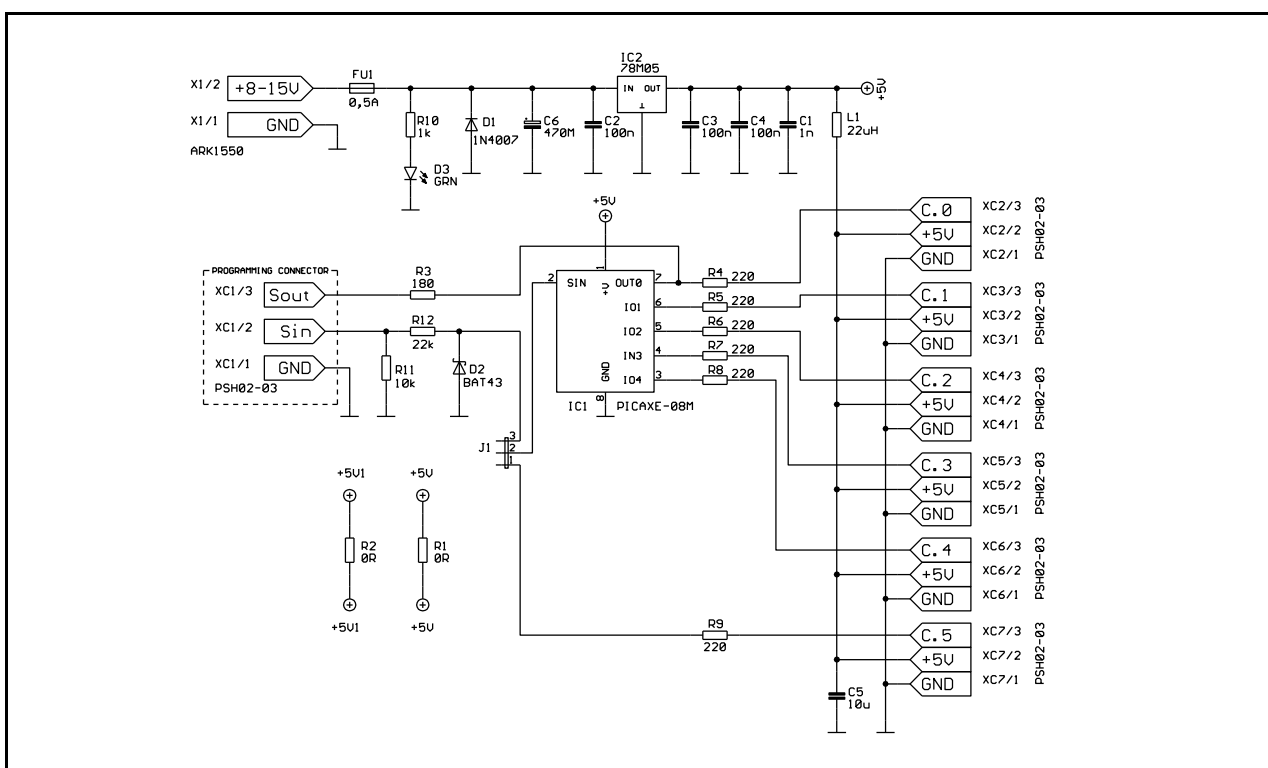 X1/2 +8-15V FU1 0,5A
X1/1 GND
ARK1550
R10 1k
D3 GRN
D1 1N4007
C6 470M
C2 100n
IC2 78M05
IN OUT
C3 100n
C4 100n
C1 1n
+5V
L1 22uH
+5V
PROGRAMMING CONNECTOR
XC1/3 Sout
XC1/2 Sin
XC1/1 GND
PSH02-03
R3 180
R12 22k
R11 10k
D2 BAT43
2 SIN
1 +V
OUT0 7
IO1 6
IO2 5
IN3 4
IO4 3
GND 8
IC1 PICAXE-08M
R4 220
R5 220
R6 220
R7 220
R8 220
J1
3
2
1
+5V1
R2 0R
+5V1
+5V
R1 0R
+5V
R9 220
C5 10u
C.0 XC2/3
+5V XC2/2
GND XC2/1
PSH02-03
C.1 XC3/3
+5V XC3/2
GND XC3/1
PSH02-03
C.2 XC4/3
+5V XC4/2
GND XC4/1
PSH02-03
C.3 XC5/3
+5V XC5/2
GND XC5/1
PSH02-03
C.4 XC6/3
+5V XC6/2
GND XC6/1
PSH02-03
C.5 XC7/3
+5V XC7/2
GND XC7/1
PSH02-03